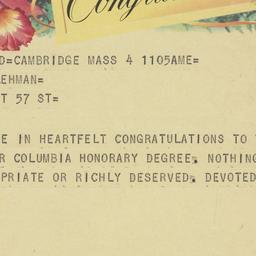 D=CAMBRIDGE MASS 4 1105AME=
EHMAN=
T 57 ST=
E IN HEARTFELT CONGRATULATIONS TO
R COLUMBIA HONORARY DEGREE. NOTHING
PRIATE OR RICHLY DESERVED. DEVOTED